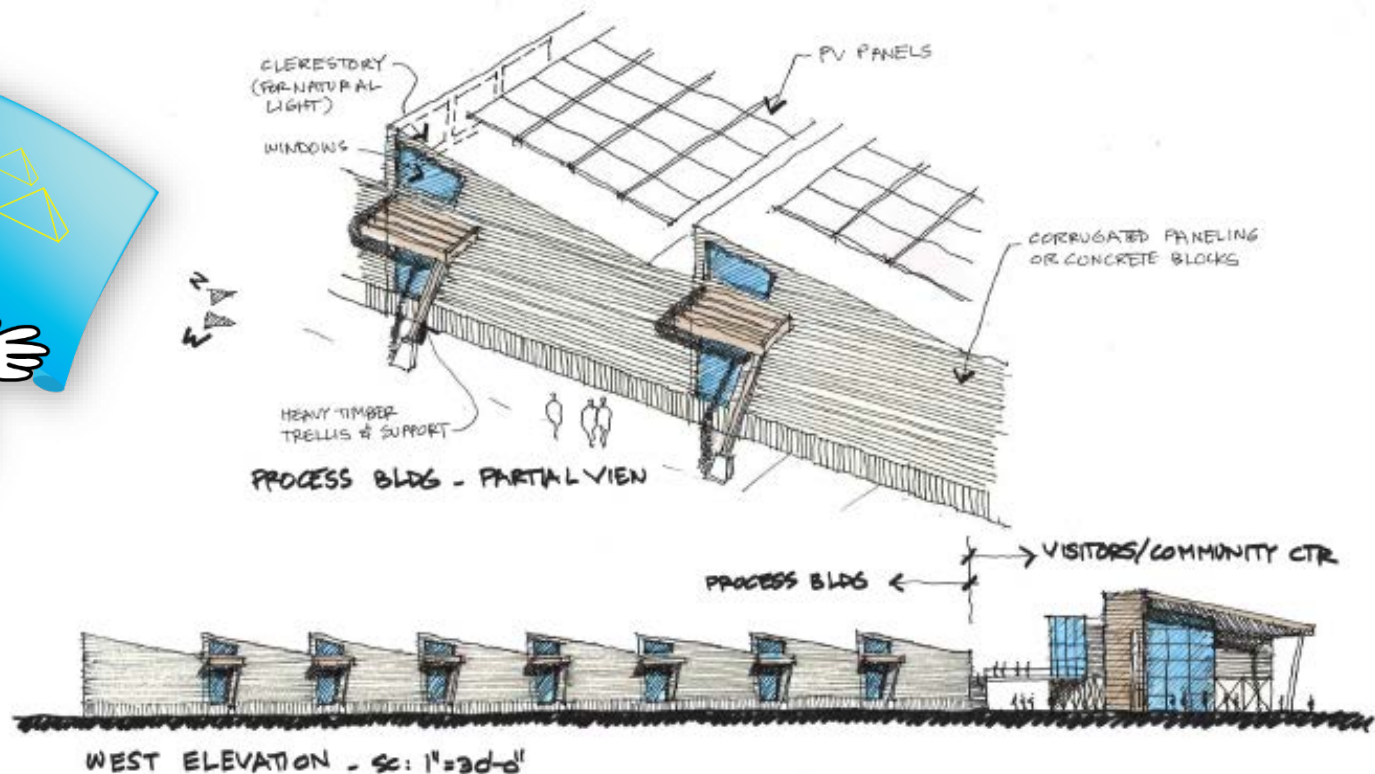 CLERESTORY
(FOR NATURAL
LIGHT)
PV PANELS
WINDOWS
CORRUGATED PANELING
OR CONCRETE BLOCKS
N
W
HEAVY TIMBER
TRELLIS & SUPPORT
PROCESS BLDG - PARTIAL VIEW
VISITORS/COMMUNITY CTR
PROCESS BLDG
WEST ELEVATION - SC: 1"=30'-0"